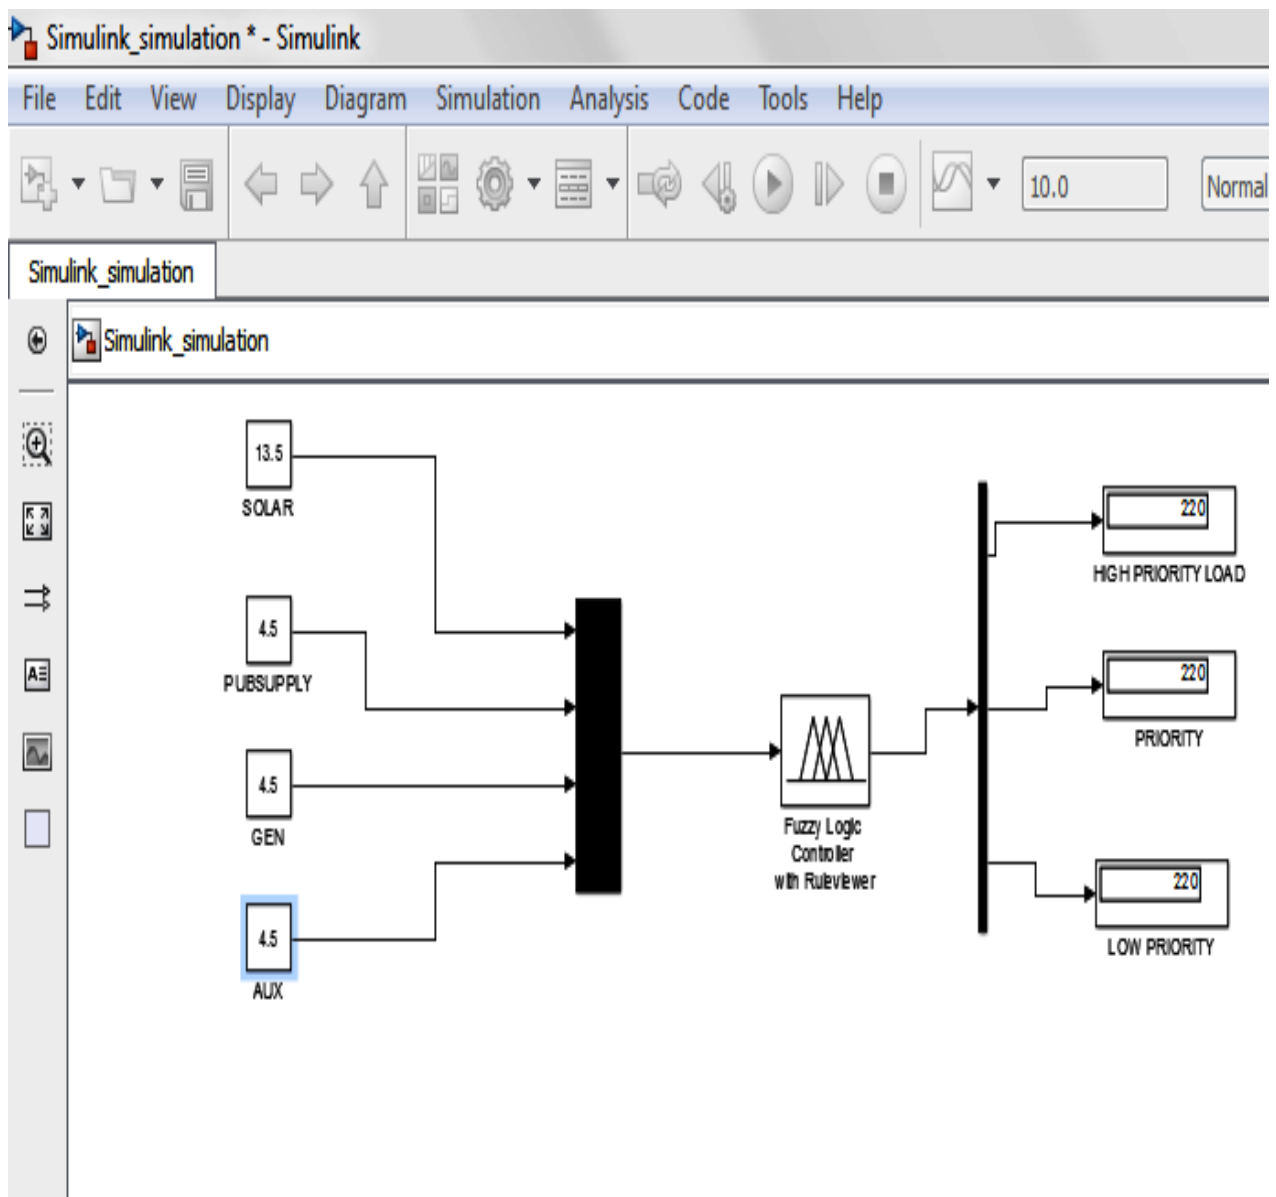 Simulink_simulation * - Simulink
File Edit View Display Diagram Simulation Analysis Code Tools Help
10.0
Normal
Simulink_simulation
Simulink_simulation
13.5
SOLAR
4.5
PUBSUPPLY
4.5
GEN
4.5
AUX
Fuzzy Logic
Controller
with Ruleviewer
220
HIGH PRIORITY LOAD
220
PRIORITY
220
LOW PRIORITY